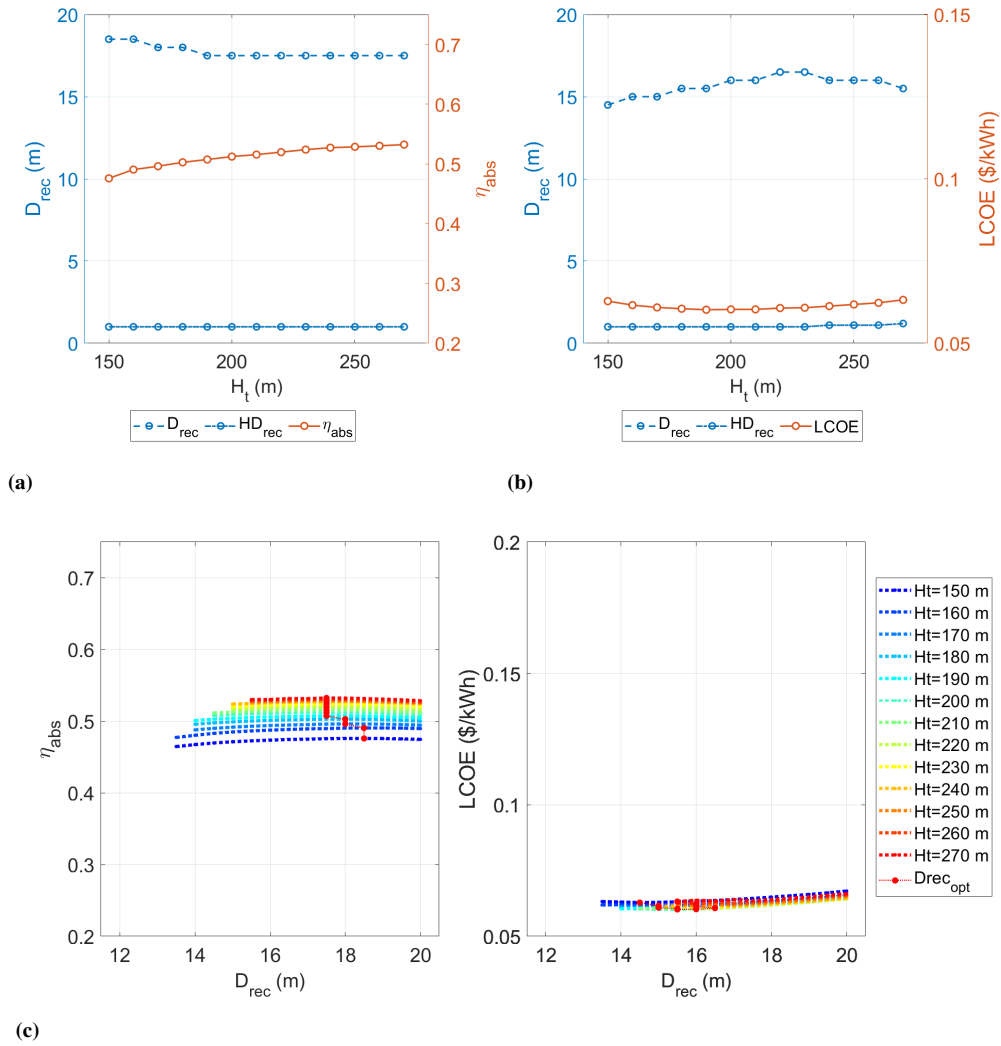 20
15
10
5
0
D_rec (m)
0.7
0.6
0.5
0.4
0.3
0.2
η_abs
150 200 250
H_t (m)
D_rec HD_rec η_abs
(a)
20
15
10
5
0
D_rec (m)
0.15
0.1
0.05
LCOE ($/kWh)
150 200 250
H_t (m)
D_rec HD_rec LCOE
(b)
0.7
0.6
0.5
0.4
0.3
0.2
η_abs
12 14 16 18 20
D_rec (m)
0.2
0.15
0.1
0.05
LCOE ($/kWh)
12 14 16 18 20
D_rec (m)
Ht=150 m
Ht=160 m
Ht=170 m
Ht=180 m
Ht=190 m
Ht=200 m
Ht=210 m
Ht=220 m
Ht=230 m
Ht=240 m
Ht=250 m
Ht=260 m
Ht=270 m
Drec_opt
(c)